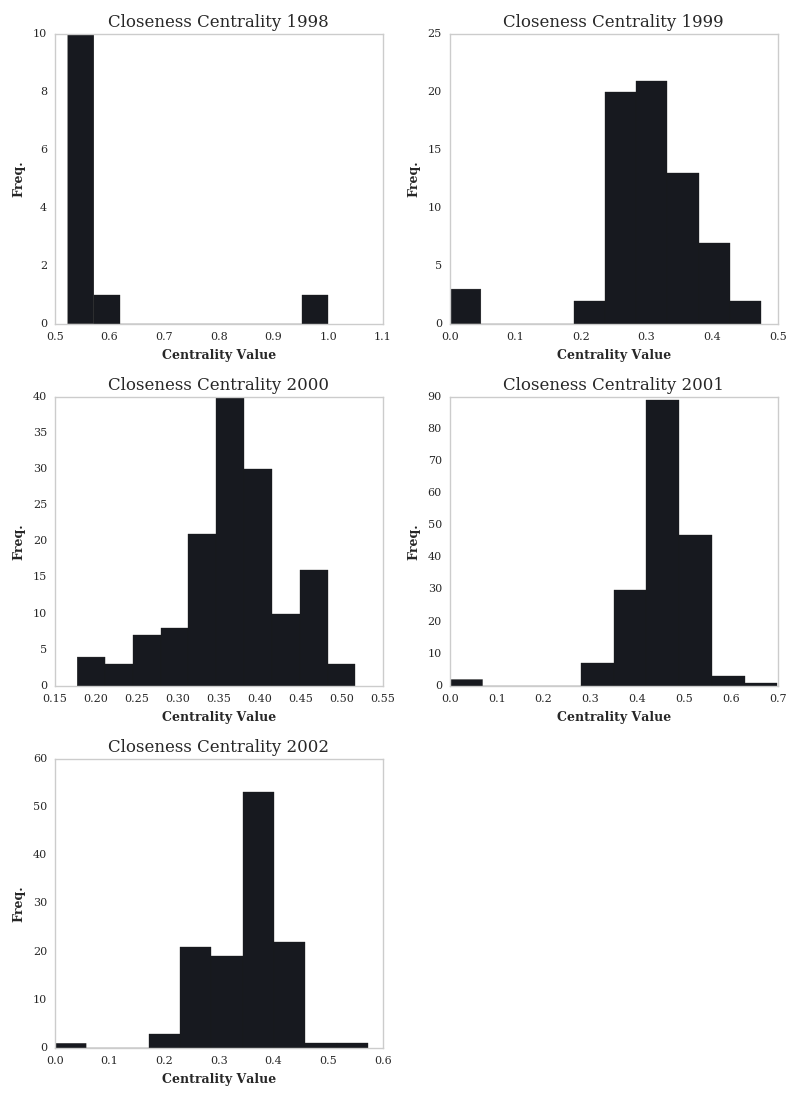 Closeness Centrality 1998
10
8
6
4
2
0
Freq.
0.5 0.6 0.7 0.8 0.9 1.0 1.1
Centrality Value
Closeness Centrality 1999
25
20
15
10
5
0
Freq.
0.0 0.1 0.2 0.3 0.4 0.5
Centrality Value
Closeness Centrality 2000
40
35
30
25
20
15
10
5
0
Freq.
0.15 0.20 0.25 0.30 0.35 0.40 0.45 0.50 0.55
Centrality Value
Closeness Centrality 2001
90
80
70
60
50
40
30
20
10
0
Freq.
0.0 0.1 0.2 0.3 0.4 0.5 0.6 0.7
Centrality Value
Closeness Centrality 2002
60
50
40
30
20
10
0
Freq.
0.0 0.1 0.2 0.3 0.4 0.5 0.6
Centrality Value